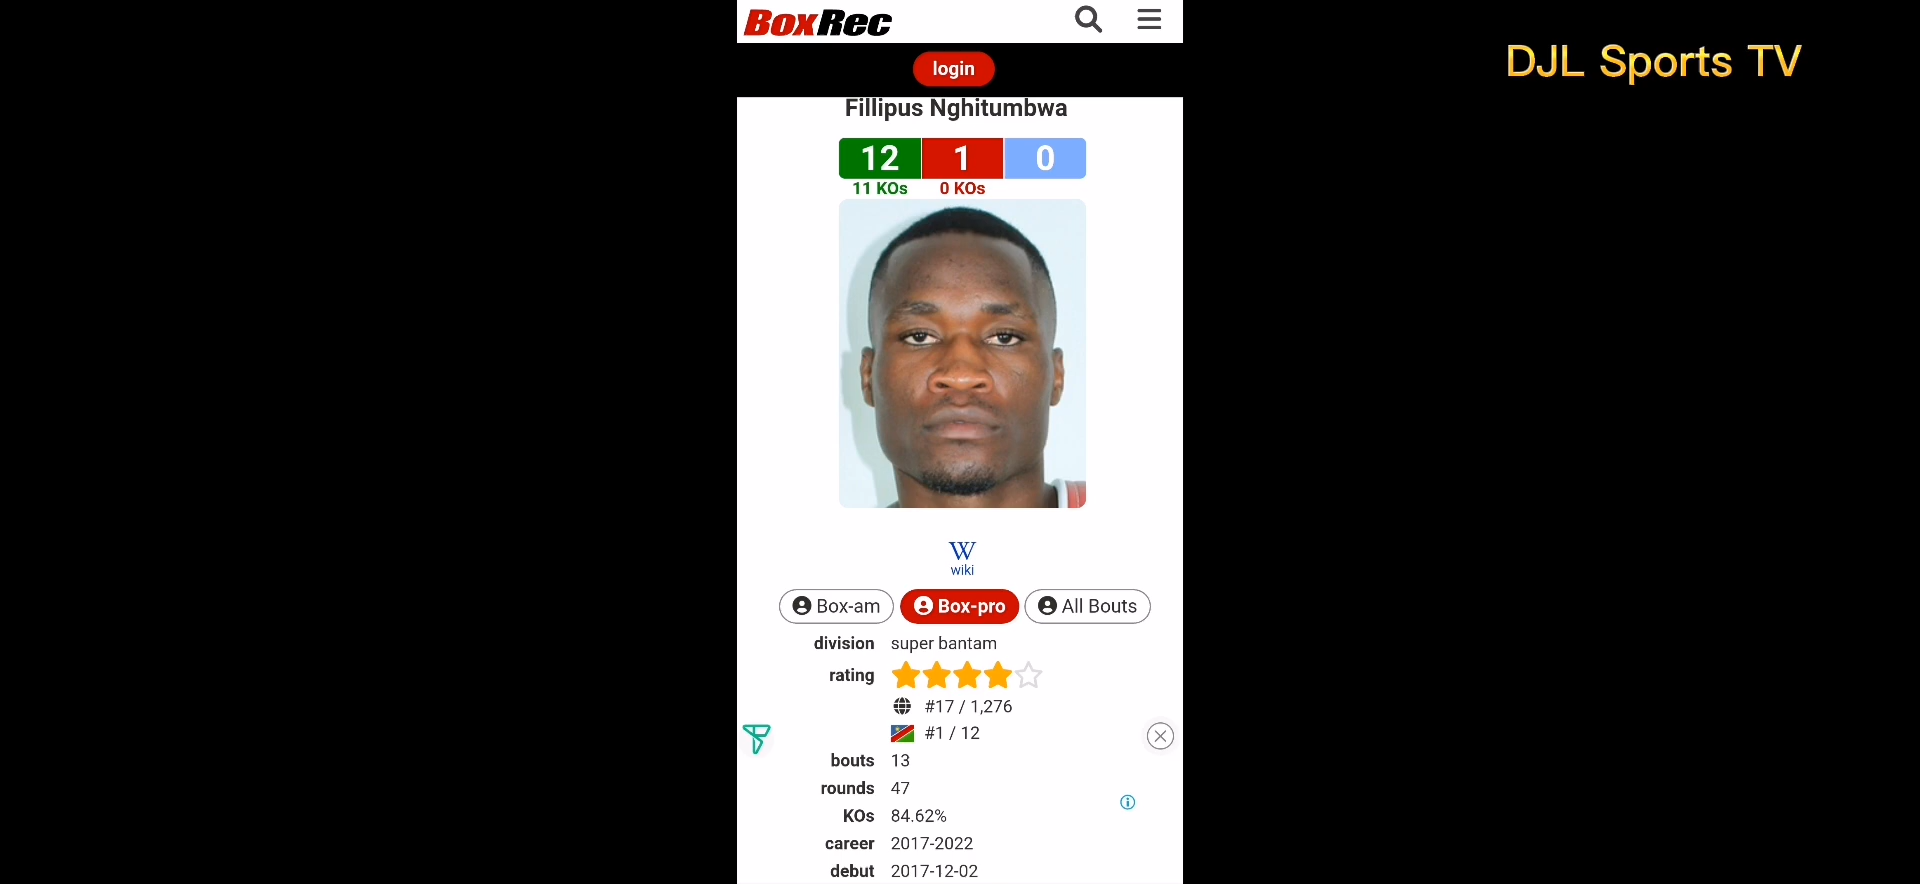 BoxRec
DJL Sports TV
login
Fillipus Nghitumbwa
12 1 0
11 KOs 0 KOs
W
wiki
Box-am Box-pro All Bouts
division super bantam
rating
#17 / 1,276
#1 / 12
bouts 13
rounds 47
KOs 84.62%
career 2017-2022
debut 2017-12-02